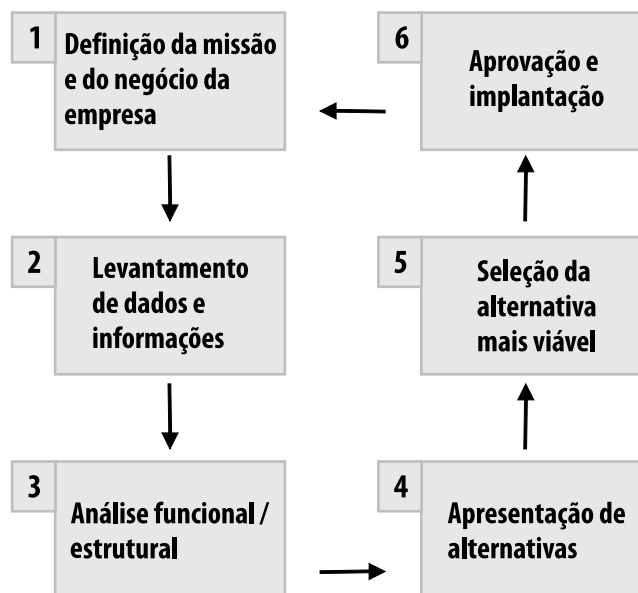 1
Definição da missão
e do negócio da
empresa
2
Levantamento
de dados e
informações
3
Análise funcional /
estrutural
4
Apresentação de
alternativas
5
Seleção da
alternativa
mais viável
6
Aprovação e
implantação